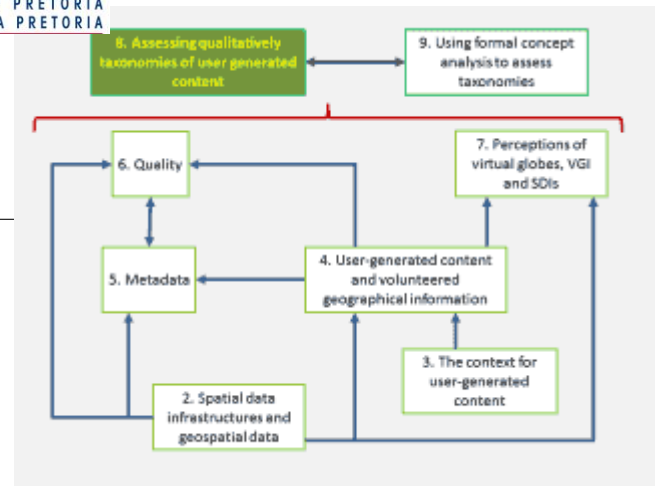 PRETORIA
A PRETORIA
8. Assessing qualitatively
taxonomies of user generated
content
9. Using formal concept
analysis to assess
taxonomies
6. Quality
7. Perceptions of
virtual globes, VGI
and SDIs
5. Metadata
4. User-generated content
and volunteered
geographical information
3. The context for
user-generated
content
2. Spatial data
infrastructures and
geospatial data